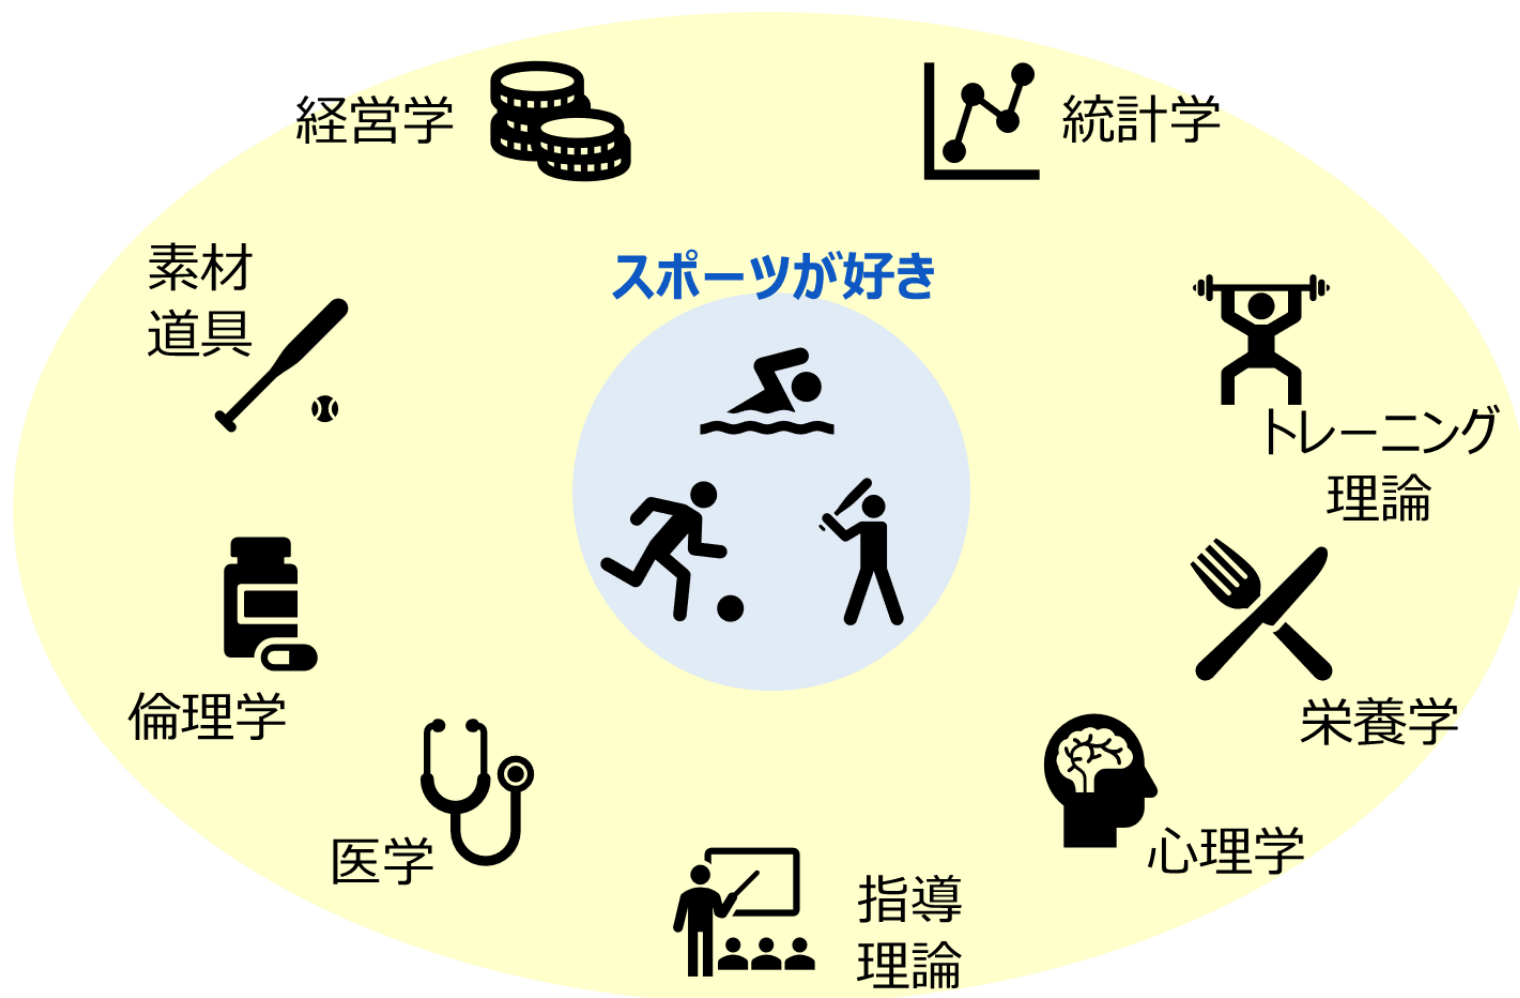 経営学
統計学
スポーツが好き
素材
道具
トレーニング
理論
倫理学
栄養学
医学
心理学
指導
理論